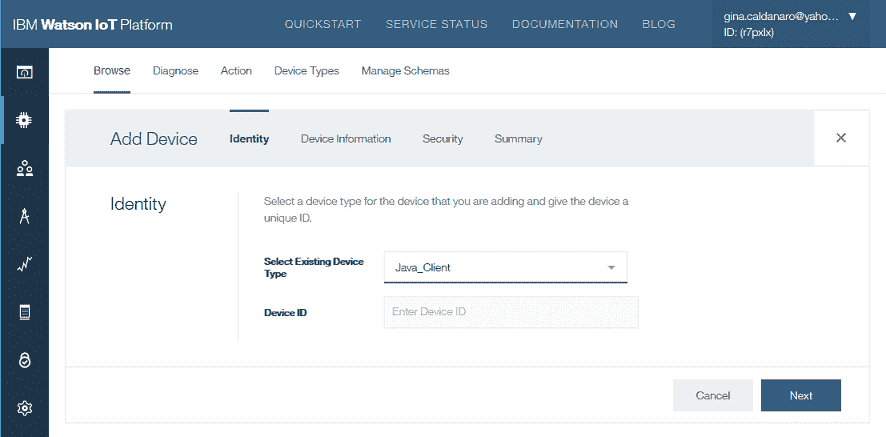 IBM Watson IoT Platform
QUICKSTART
SERVICE STATUS
DOCUMENTATION
BLOG
gina.caldanaro@yaho...
ID: (r7pxlx)
Browse
Diagnose
Action
Device Types
Manage Schemas
Add Device
Identity
Device Information
Security
Summary
Identity
Select a device type for the device that you are adding and give the device a
unique ID.
Select Existing Device
Type
Java_Client
Device ID
Enter Device ID
Cancel
Next